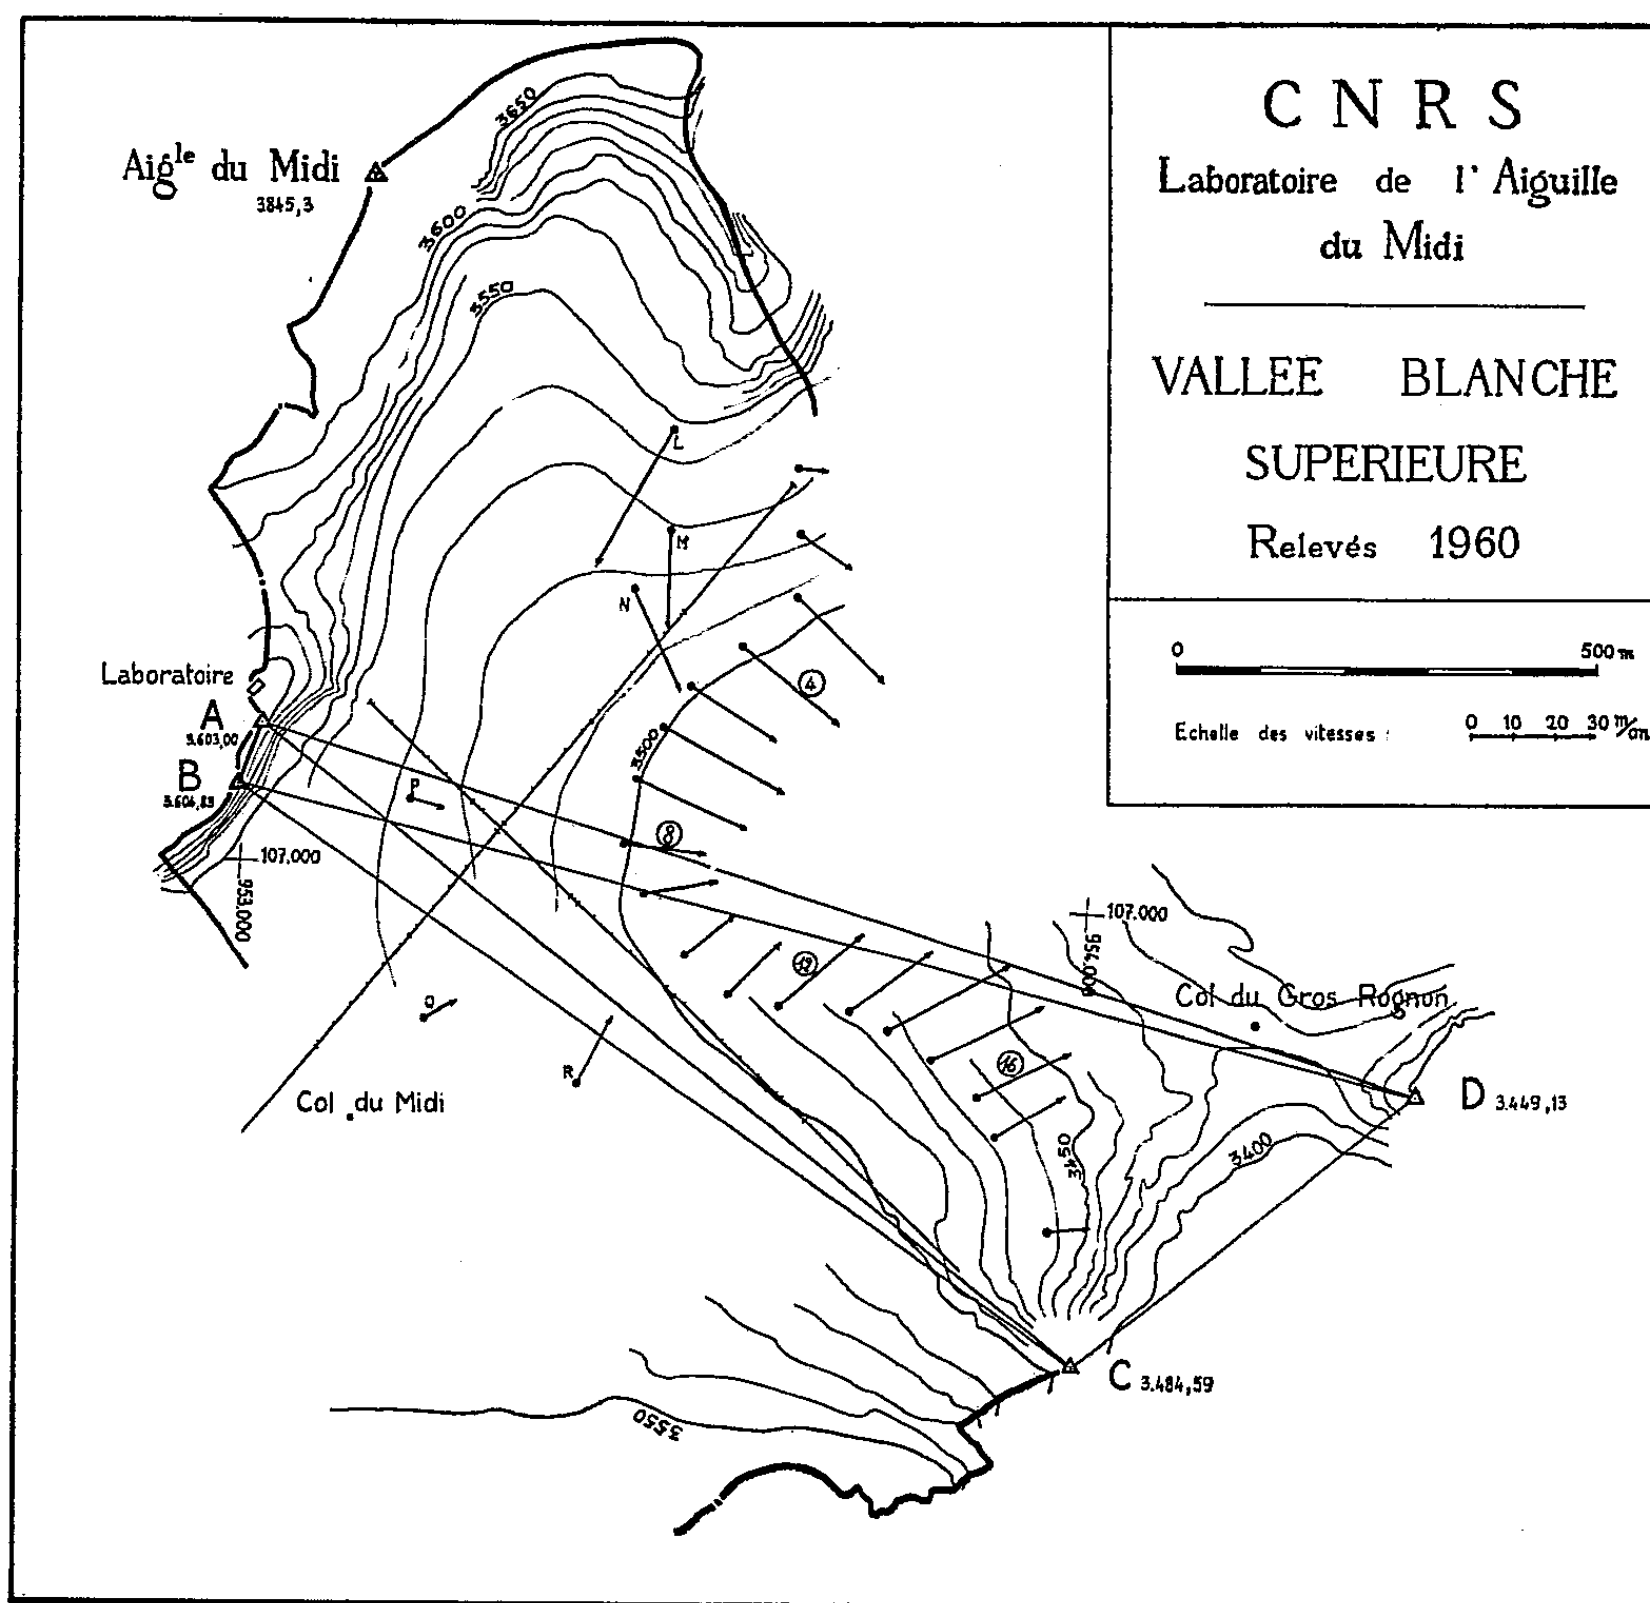 CNRS
Laboratoire de l'Aiguille
du Midi
VALLEE BLANCHE
SUPERIEURE
Relevés 1960
0 500 m
Echelle des vitesses : 0 10 20 30 m/an
3650
Aigle du Midi
3845,3
3600
3550
L
M
N
4
Laboratoire
A
3.603,00
B
3500
P
8
107.000
953.000
107.000
954.000
12
Col du Gros Rognon
Q
R
16
Col du Midi
D 3.449,13
3450
3400
C 3.484,59
3550